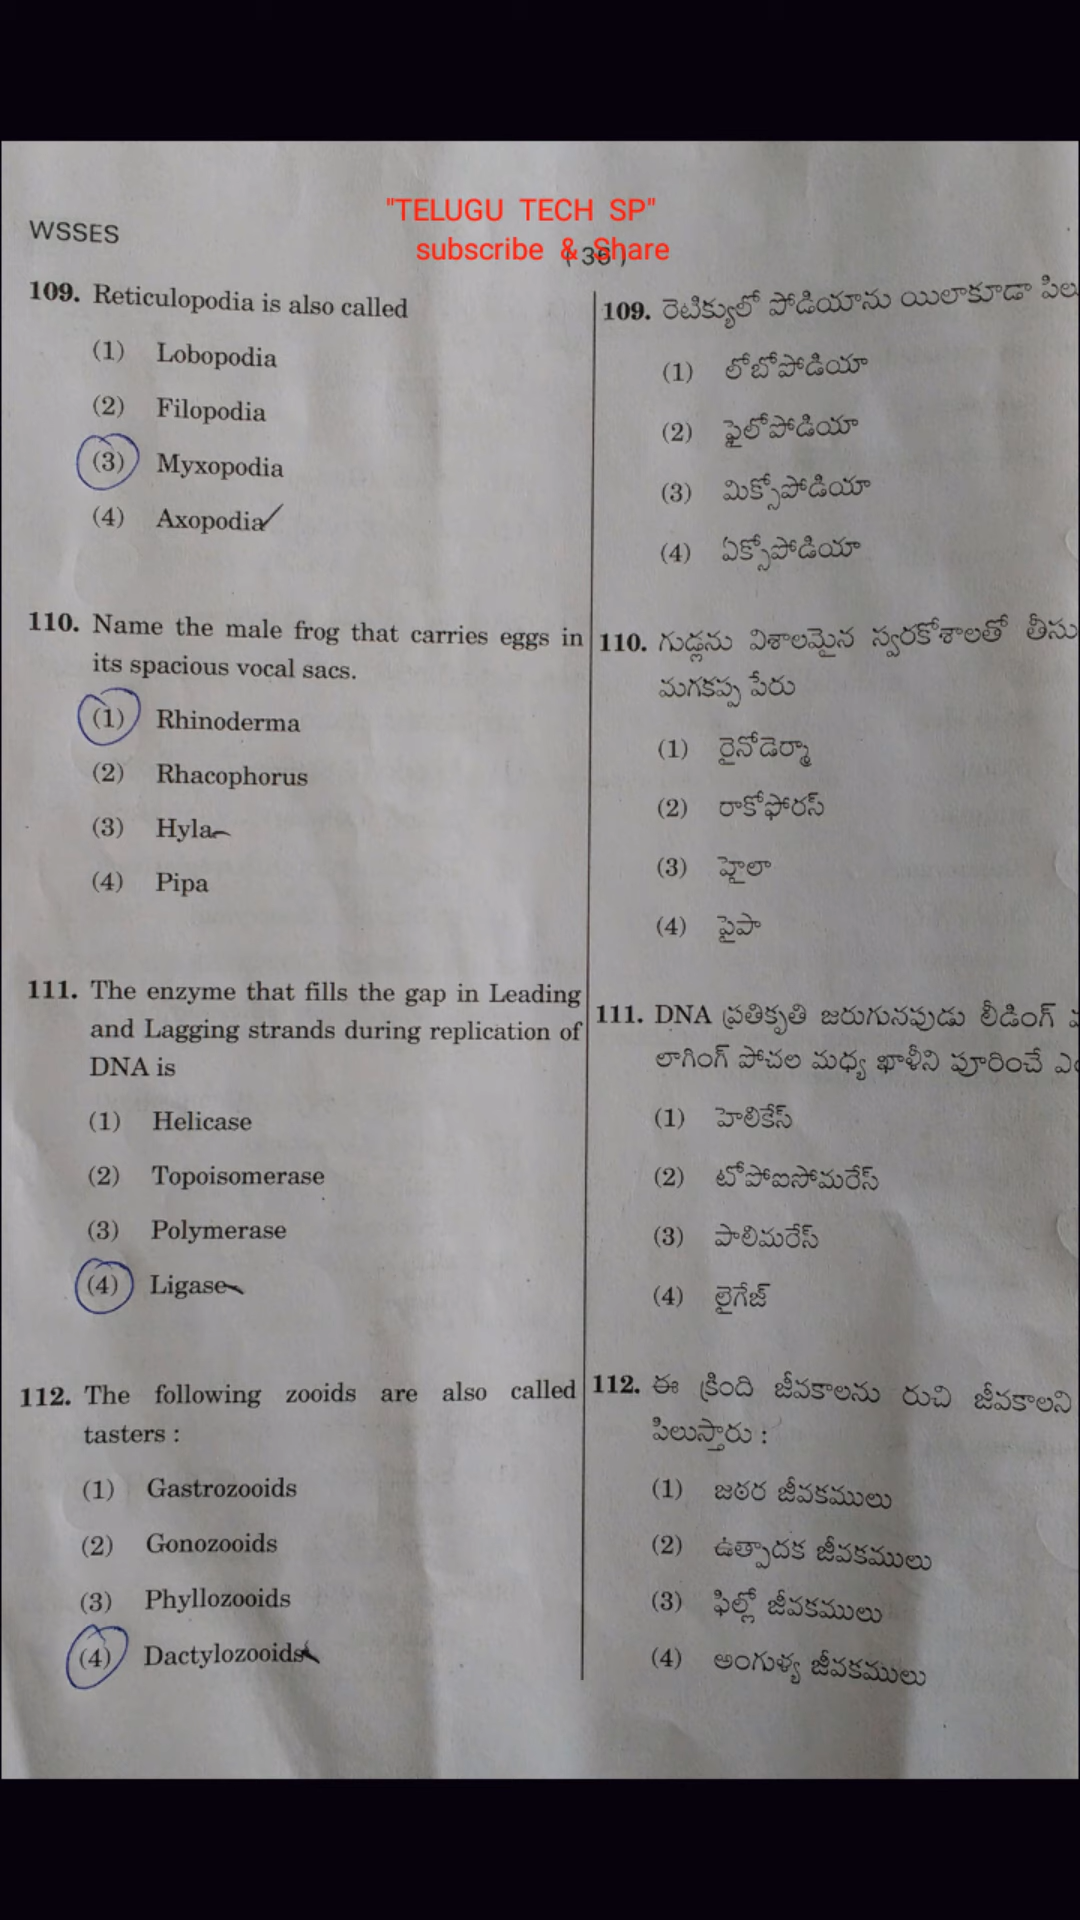 "TELUGU TECH SP"
subscribe & Share
WSSES
109. Reticulopodia is also called
(1) Lobopodia
(2) Filopodia
(3) Myxopodia
(4) Axopodia
110. Name the male frog that carries eggs in
its spacious vocal sacs.
(1) Rhinoderma
(2) Rhacophorus
(3) Hyla
(4) Pipa
111. The enzyme that fills the gap in Leading
and Lagging strands during replication of
DNA is
(1) Helicase
(2) Topoisomerase
(3) Polymerase
(4) Ligase
112. The following zooids are also called
tasters :
(1) Gastrozooids
(2) Gonozooids
(3) Phyllozooids
(4) Dactylozooids
109. రెటిక్యులో పోడియాను యిలాకూడా
(1) లోబోపోడియా
(2) ఫైలోపోడియా
(3) మిక్సోపోడియా
(4) ఏక్సోపోడియా
110. గుడ్లను విశాలమైన స్వరకోశాలతో
మగకప్ప పేరు
(1) రైనోడెర్మా
(2) రాకోఫోరస్
(3) హైలా
(4) పైపా
111. DNA ప్రతికృతి జరుగునపుడు లీడింగ్
లాగింగ్ పోచల మధ్య ఖాళీని పూరించే
(1) హెలికేస్
(2) టోపోఐసోమరేస్
(3) పాలిమరేస్
(4) లైగేజ్
112. ఈ క్రింది జీవకాలను రుచి జీవకాలని
పిలుస్తారు :
(1) జఠర జీవకములు
(2) ఉత్పాదక జీవకములు
(3) ఫిల్లో జీవకములు
(4) అంగుళ్య జీవకములు